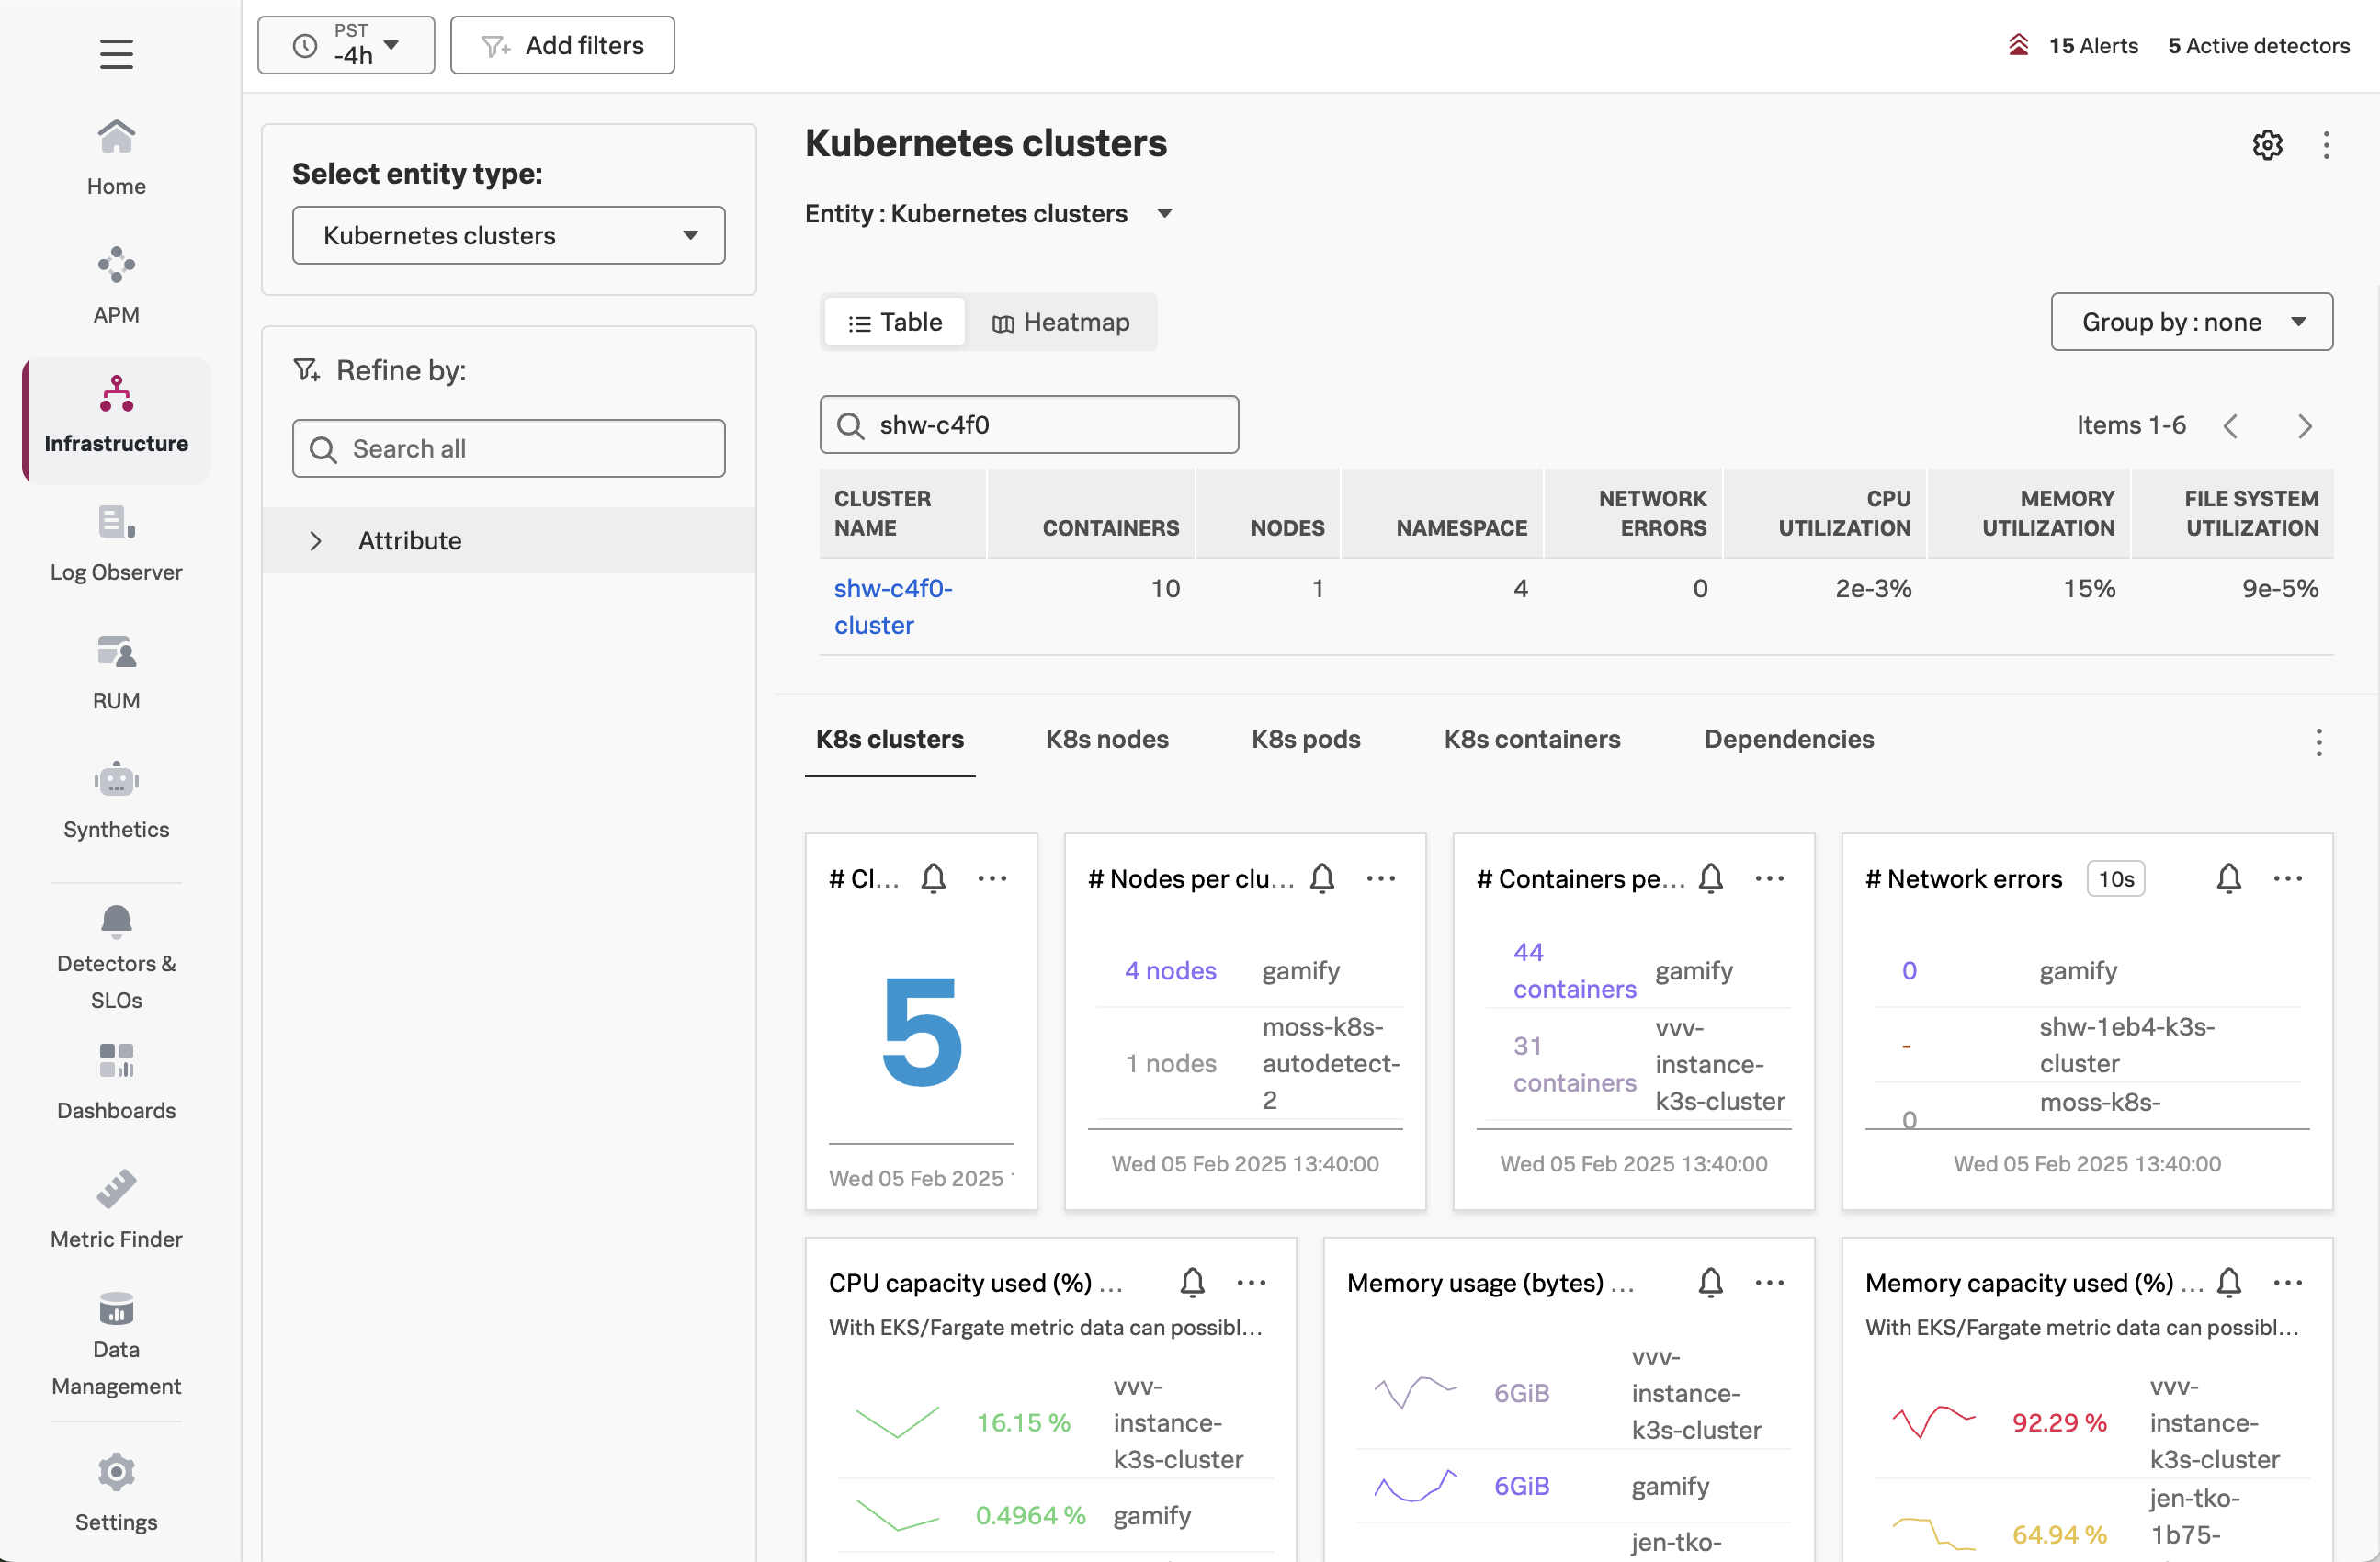 PST
-4h
Add filters
15 Alerts
5 Active detectors
Home
APM
Infrastructure
Log Observer
RUM
Synthetics
Detectors &
SLOs
Dashboards
Metric Finder
Data
Management
Settings
Select entity type:
Kubernetes clusters
Refine by:
Search all
Attribute
Kubernetes clusters
Entity : Kubernetes clusters
Table
Heatmap
Group by : none
shw-c4f0
Items 1-6
CLUSTER NAME CONTAINERS NODES NAMESPACE NETWORK ERRORS CPU UTILIZATION MEMORY UTILIZATION FILE SYSTEM UTILIZATION
shw-c4f0-cluster 10 1 4 0 2e-3% 15% 9e-5%
K8s clusters
K8s nodes
K8s pods
K8s containers
Dependencies
# Cl...
5
Wed 05 Feb 2025
# Nodes per clu...
4 nodes gamify
1 nodes moss-k8s-autodetect-2
Wed 05 Feb 2025 13:40:00
# Containers pe...
44 containers gamify
31 containers vvv-instance-k3s-cluster
Wed 05 Feb 2025 13:40:00
# Network errors 10s
0 gamify
- shw-1eb4-k3s-cluster
0 moss-k8s-
Wed 05 Feb 2025 13:40:00
CPU capacity used (%) ...
With EKS/Fargate metric data can possibl...
16.15 % vvv-instance-k3s-cluster
0.4964 % gamify
Memory usage (bytes) ...
6GiB vvv-instance-k3s-cluster
6GiB gamify
jen-tko-
Memory capacity used (%) ...
With EKS/Fargate metric data can possibl...
92.29 % vvv-instance-k3s-cluster
64.94 % jen-tko-1b75-